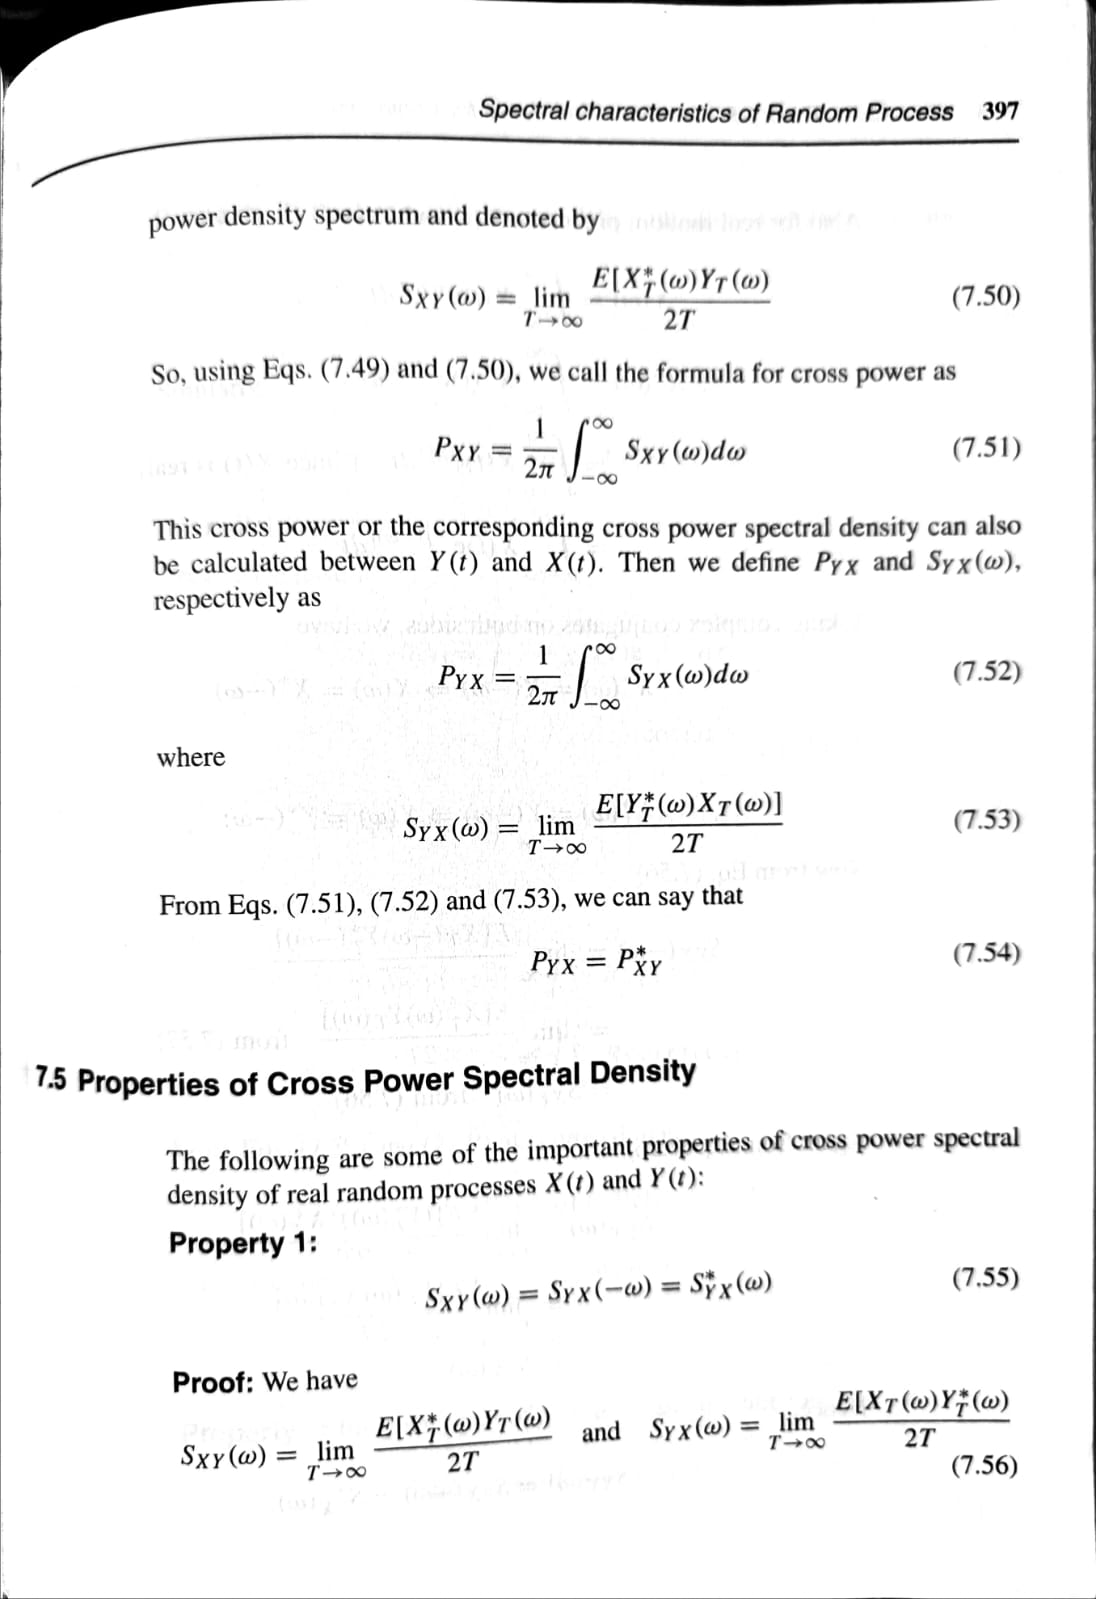 Spectral characteristics of Random Process 397
power density spectrum and denoted by
S_{XY}(ω) = lim_{T→∞} E[X_T^*(ω)Y_T(ω) / 2T (7.50)
So, using Eqs. (7.49) and (7.50), we call the formula for cross power as
P_{XY} = 1/2π ∫_{-∞}^{∞} S_{XY}(ω)dω (7.51)
This cross power or the corresponding cross power spectral density can also
be calculated between Y(t) and X(t). Then we define P_{YX} and S_{YX}(ω),
respectively as
P_{YX} = 1/2π ∫_{-∞}^{∞} S_{YX}(ω)dω (7.52)
where
S_{YX}(ω) = lim_{T→∞} E[Y_T^*(ω)X_T(ω)] / 2T (7.53)
From Eqs. (7.51), (7.52) and (7.53), we can say that
P_{YX} = P_{XY}^* (7.54)
7.5 Properties of Cross Power Spectral Density
The following are some of the important properties of cross power spectral
density of real random processes X(t) and Y(t):
Property 1:
S_{XY}(ω) = S_{YX}(−ω) = S_{YX}^*(ω) (7.55)
Proof: We have
S_{XY}(ω) = lim_{T→∞} E[X_T^*(ω)Y_T(ω) / 2T and S_{YX}(ω) = lim_{T→∞} E[X_T(ω)Y_T^*(ω) / 2T
(7.56)